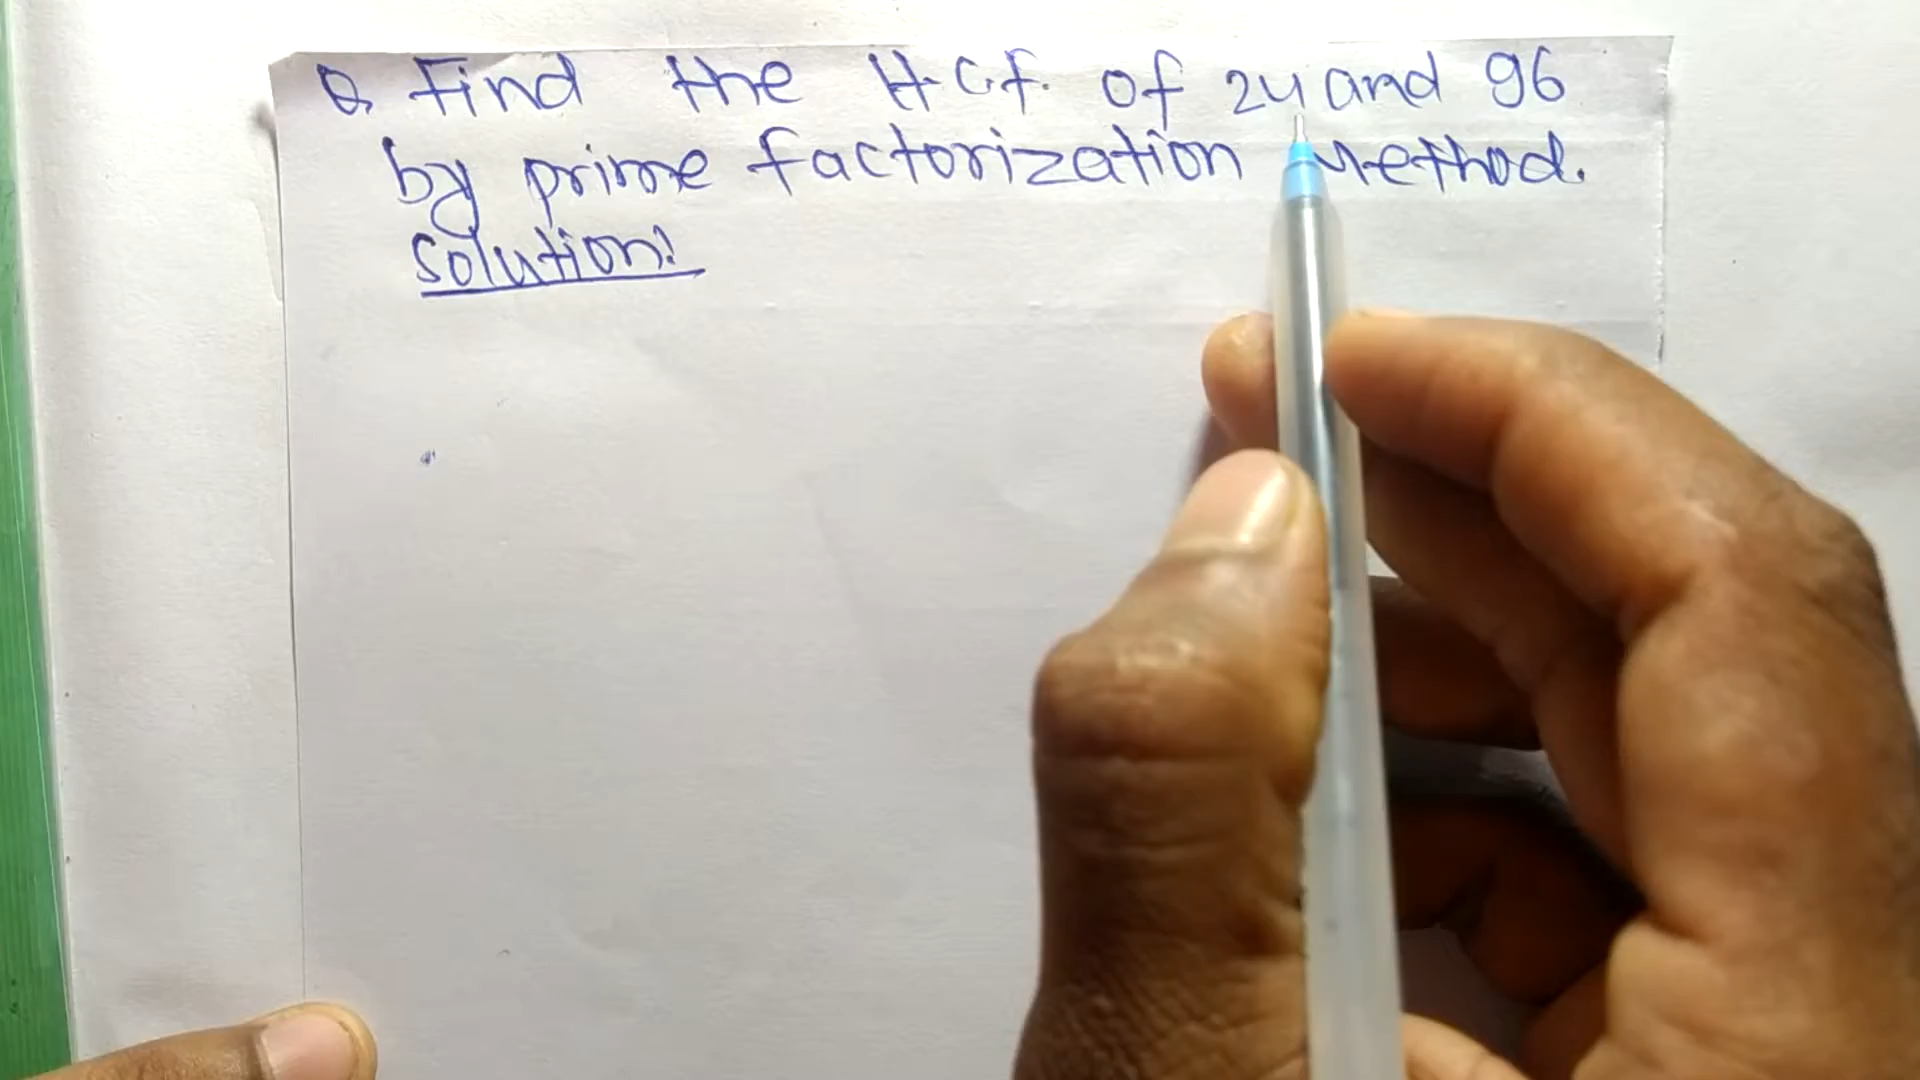 Q Find the H.C.f. of 24 and 96
by prime factorization Method.
Solution: